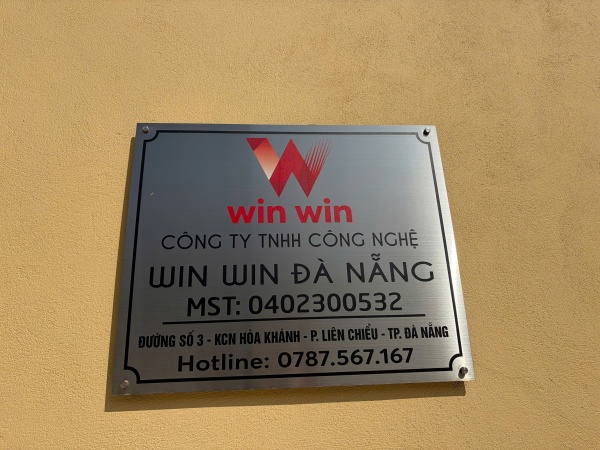 win win
CÔNG TY TNHH CÔNG NGHỆ
WIN WIN ĐÀ NẴNG
MST: 0402300532
ĐƯỜNG SỐ 3 - KCN HÒA KHÁNH - P. LIÊN CHIỂU - TP. ĐÀ NẴNG
Hotline: 0787.567.167